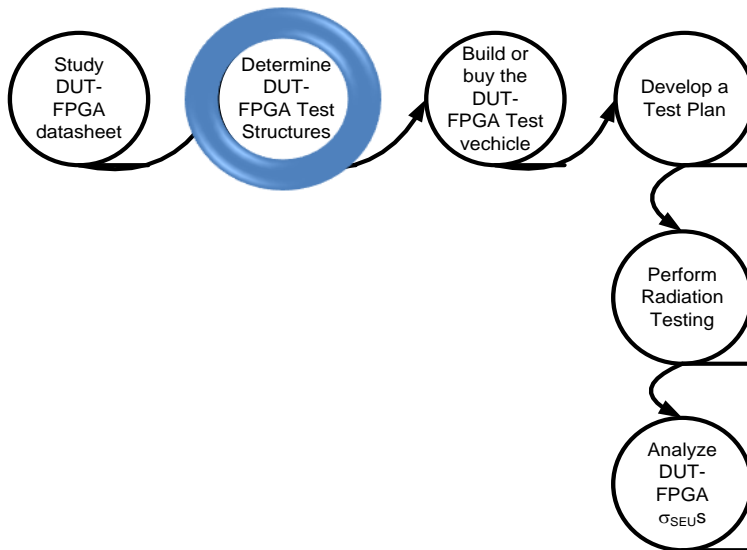 Study
DUT-
FPGA
datasheet
Determine
DUT-
FPGA Test
Structures
Build or
buy the
DUT-
FPGA Test
vechicle
Develop a
Test Plan
Perform
Radiation
Testing
Analyze
DUT-
FPGA
σSEUs